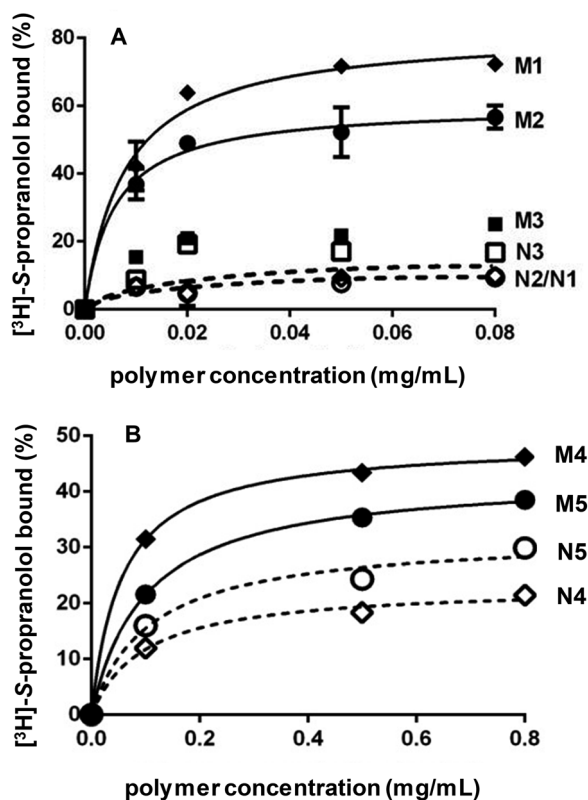 A
[³H]-S-propranolol bound (%)
80
60
40
20
0
M1
M2
M3
N3
N2/N1
0.00 0.02 0.04 0.06 0.08
polymer concentration (mg/mL)
B
[³H]-S-propranolol bound (%)
50
40
30
20
10
0
M4
M5
N5
N4
0.0 0.2 0.4 0.6 0.8
polymer concentration (mg/mL)